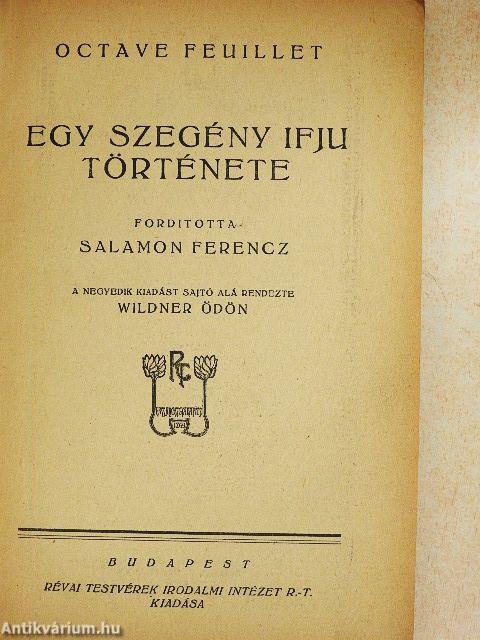 OCTAVE FEUILLET
EGY SZEGÉNY IFJU
TÖRTÉNETE
FORDITOTTA
SALAMON FERENCZ
A NEGYEDIK KIADÁST SAJTÓ ALÁ RENDEZTE
WILDNER ÖDÖN
BUDAPEST
RÉVAI TESTVÉREK IRODALMI INTÉZET R.-T.
KIADÁSA
Antikvárium.hu